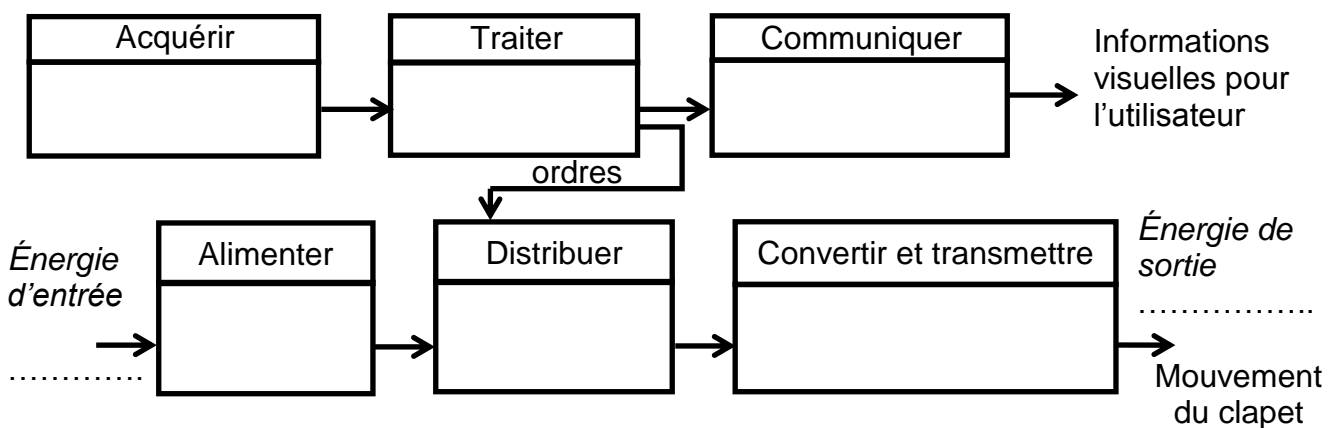 Acquérir
Traiter
Communiquer
Informations
visuelles pour
l'utilisateur
ordres
Énergie
d'entrée
………….
Alimenter
Distribuer
Convertir et transmettre
Énergie de
sortie
……………..
Mouvement
du clapet